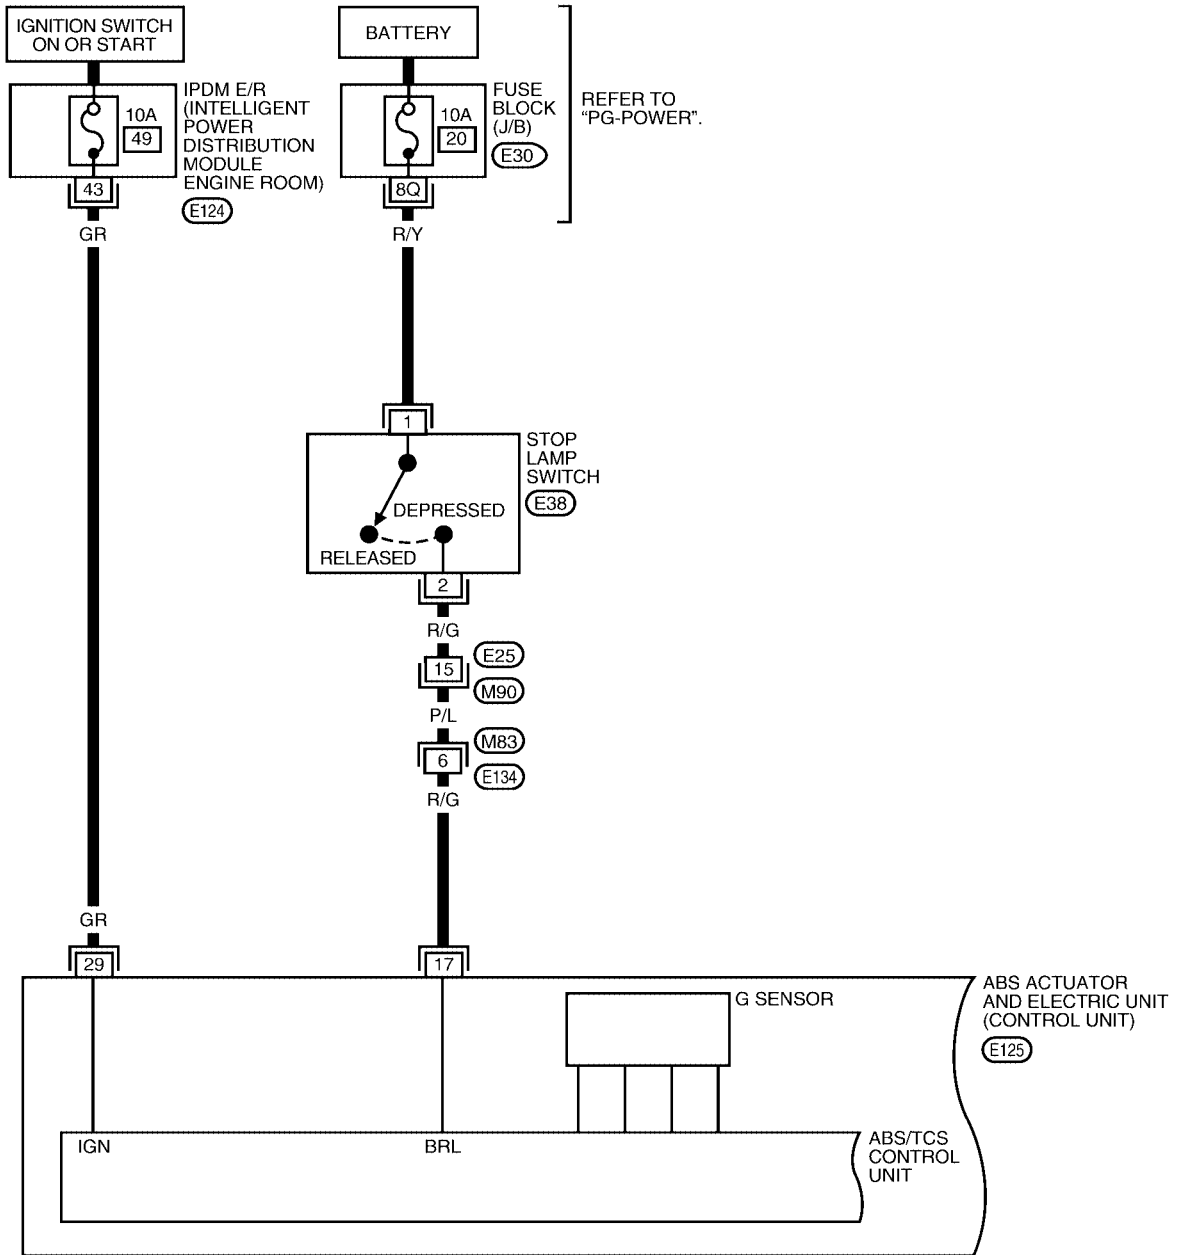 IGNITION SWITCH
ON OR START
BATTERY
10A
49
IPDM E/R
(INTELLIGENT
POWER
DISTRIBUTION
MODULE
ENGINE ROOM)
E124
10A
20
FUSE
BLOCK
(J/B)
E30
REFER TO
“PG-POWER”.
43
8Q
GR
R/Y
1
STOP
LAMP
SWITCH
E38
DEPRESSED
RELEASED
2
R/G
15
E25
M90
P/L
6
M83
E134
R/G
GR
29
17
G SENSOR
ABS ACTUATOR
AND ELECTRIC UNIT
(CONTROL UNIT)
E125
IGN
BRL
ABS/TCS
CONTROL
UNIT